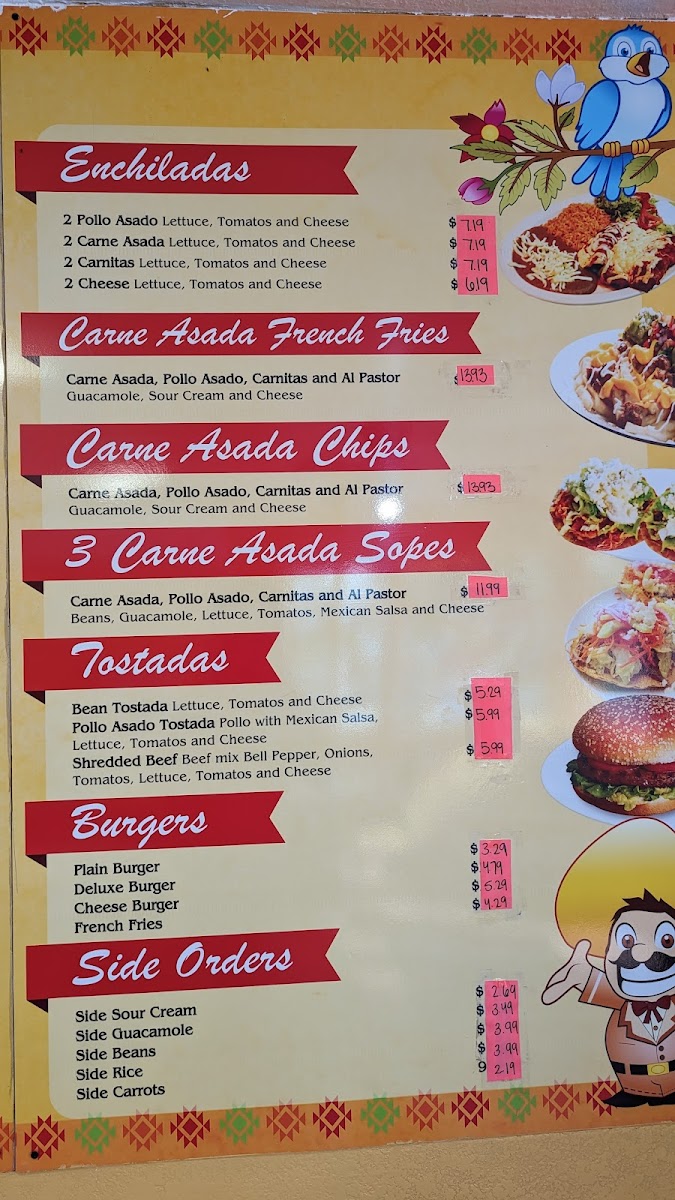 Enchiladas
2 Pollo Asado Lettuce, Tomatos and Cheese $ 7.19
2 Carne Asada Lettuce, Tomatos and Cheese $ 7.19
2 Carnitas Lettuce, Tomatos and Cheese $ 7.19
2 Cheese Lettuce, Tomatos and Cheese $ 6.19
Carne Asada French Fries
Carne Asada, Pollo Asado, Carnitas and Al Pastor $ 13.93
Guacamole, Sour Cream and Cheese
Carne Asada Chips
Carne Asada, Pollo Asado, Carnitas and Al Pastor $ 13.93
Guacamole, Sour Cream and Cheese
3 Carne Asada Sopes
Carne Asada, Pollo Asado, Carnitas and Al Pastor $ 11.99
Beans, Guacamole, Lettuce, Tomatos, Mexican Salsa and Cheese
Tostadas
Bean Tostada Lettuce, Tomatos and Cheese $ 5.29
Pollo Asado Tostada Pollo with Mexican Salsa, $ 5.99
Lettuce, Tomatos and Cheese
Shredded Beef Beef mix Bell Pepper, Onions, $ 5.99
Tomatos, Lettuce, Tomatos and Cheese
Burgers
Plain Burger $ 3.29
Deluxe Burger $ 4.79
Cheese Burger $ 5.29
French Fries $ 4.29
Side Orders
Side Sour Cream $ 2.69
Side Guacamole $ 3.49
Side Beans $ 3.99
Side Rice $ 3.99
Side Carrots 9 2.19